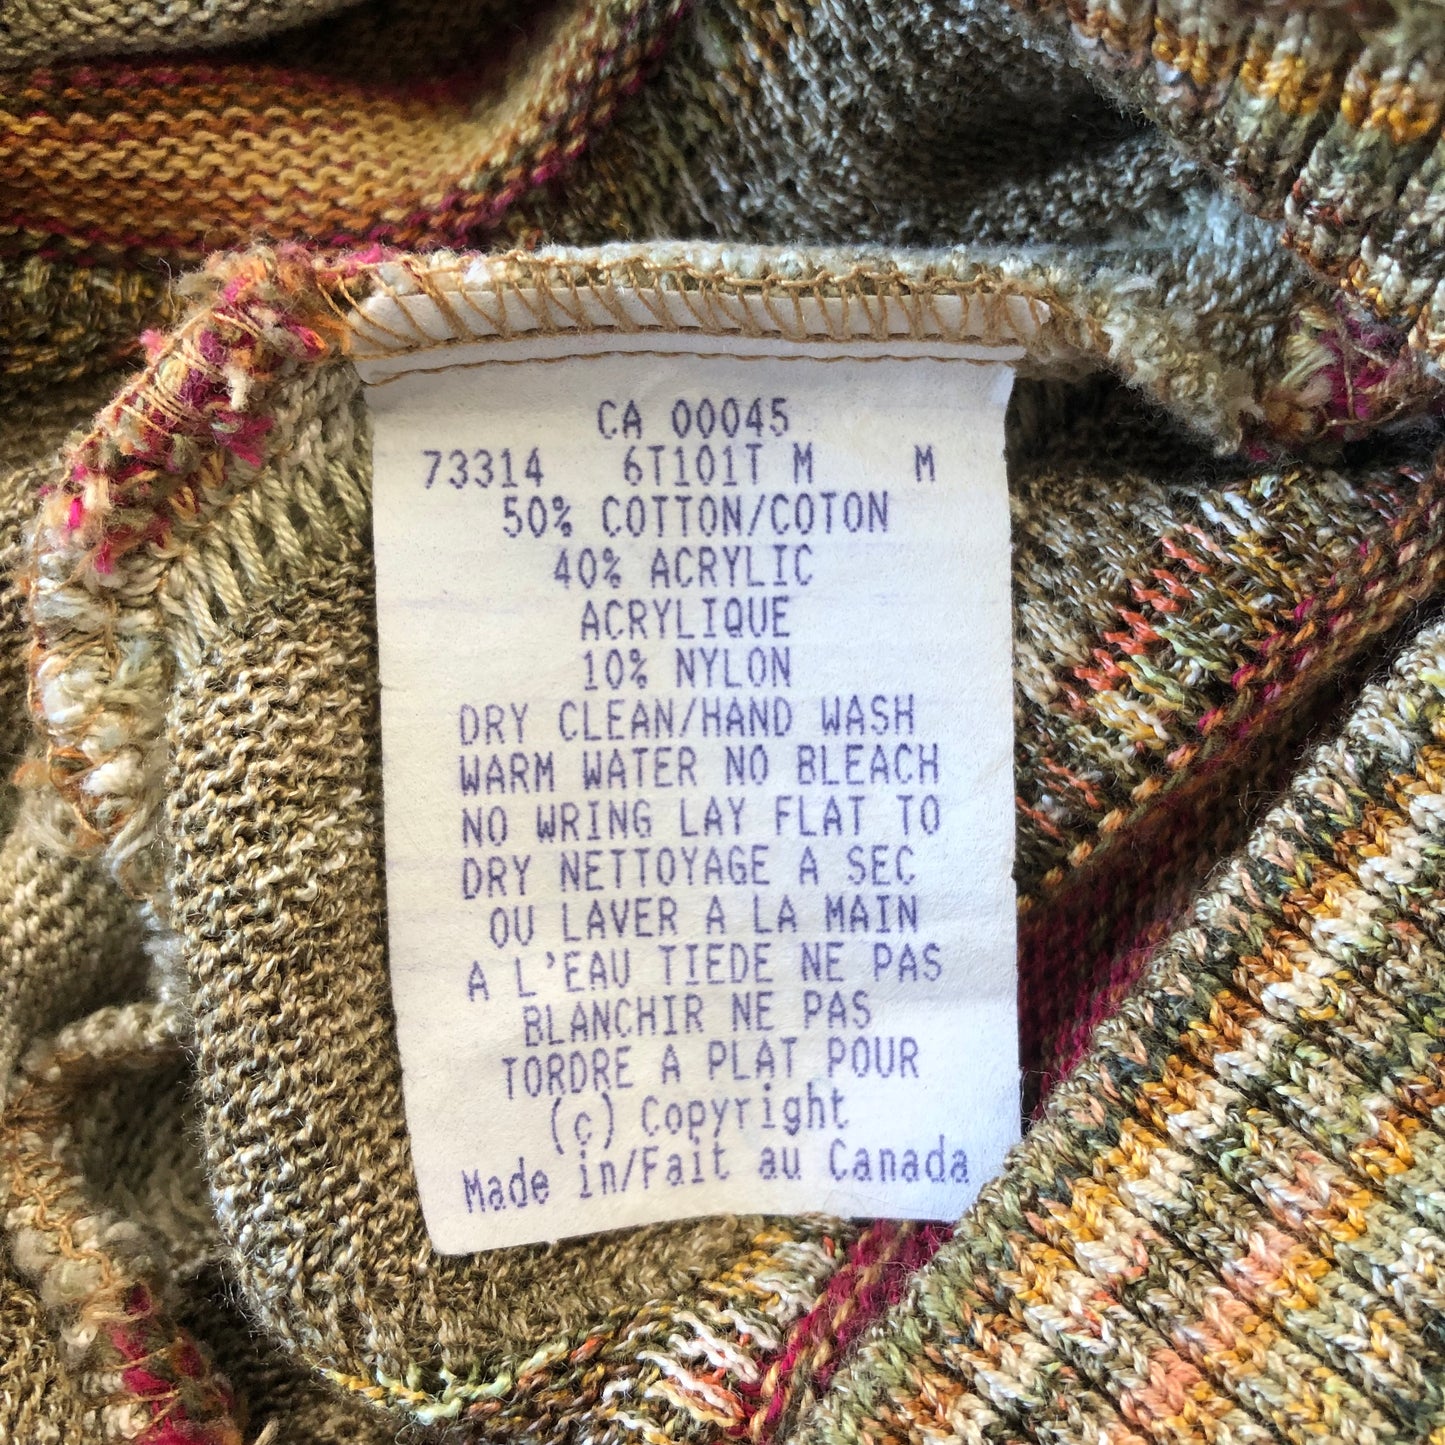 CA 00045
73314 6T101T M M
50% COTTON/COTON
40% ACRYLIC
ACRYLIQUE
10% NYLON
DRY CLEAN/HAND WASH
WARM WATER NO BLEACH
NO WRING LAY FLAT TO
DRY NETTOYAGE A SEC
OU LAVER A LA MAIN
A L'EAU TIEDE NE PAS
BLANCHIR NE PAS
TORDRE A PLAT POUR
(c) Copyright
Made in/Fait au Canada